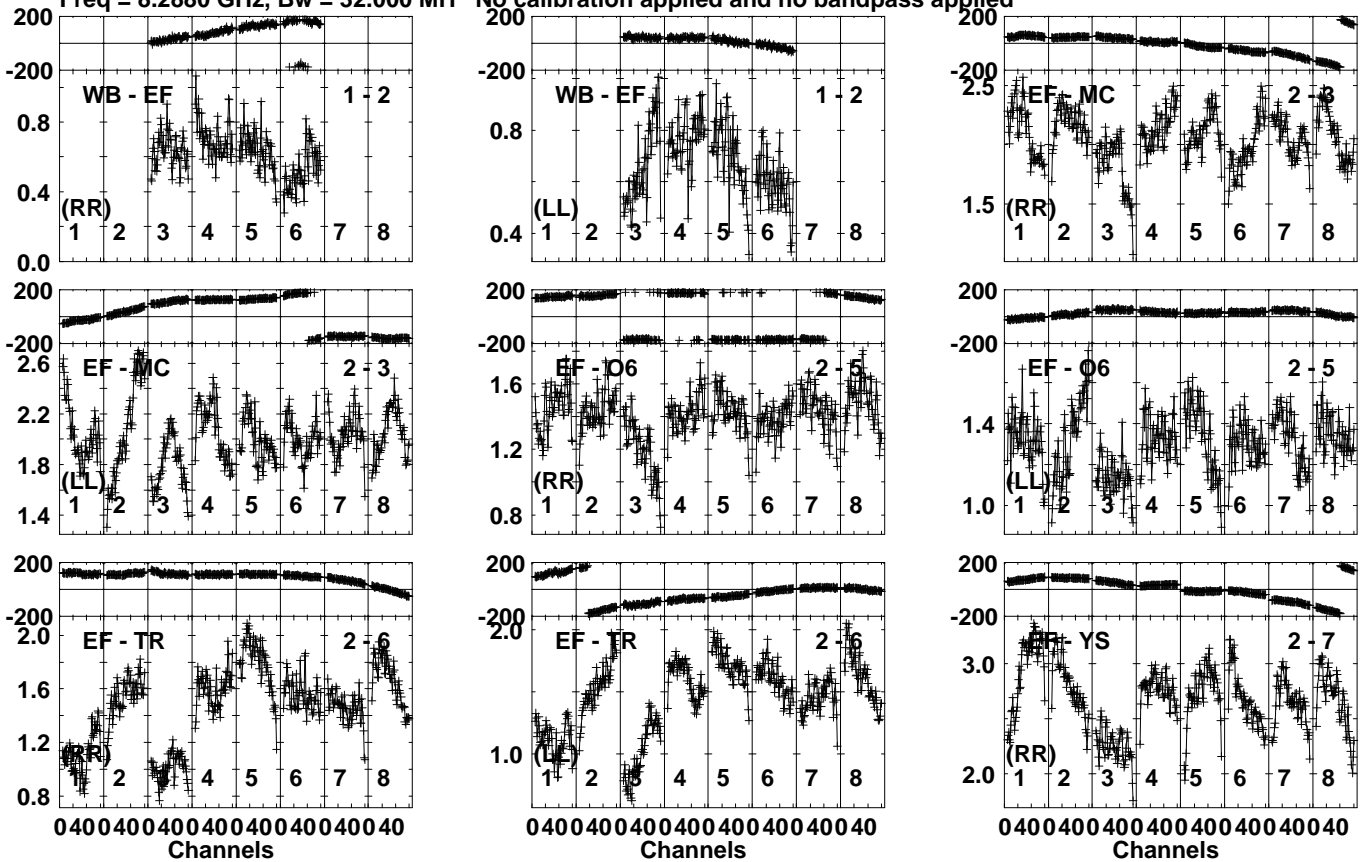 Freq = 8.2880 GHz, Bw = 32.000 MH No calibration applied and no bandpass applied
200 200 200
-200 -200 -200
WB - EF 1 - 2 WB - EF 1 - 2 2.5 EF - MC 2 - 3
0.8 0.8
0.4 1.5
(RR) (LL) 0.4 (RR)
1 2 3 4 5 6 7 8 1 2 3 4 5 6 7 8 1 2 3 4 5 6 7 8
0.0
200 200 200
-200 -200 -200
2.6 EF - MC 2 - 3 1.6 EF - O6 2 - 5 EF - O6 2 - 5
2.2 1.4
1.8 1.2
(LL) (RR) (LL)
1 2 3 4 5 6 7 8 1 2 3 4 5 6 7 8 1 2 3 4 5 6 7 8
1.4 0.8 1.0
200 200 200
-200 -200 -200
2.0 EF - TR 2 - 6 2.0 EF - TR 2 - 6 EF - YS 2 - 7
1.6 3.0
1.2 (RR) 1.0 (LL) (RR)
1 2 3 4 5 6 7 8 1 2 3 4 5 6 7 8 2.0 1 2 3 4 5 6 7 8
0.8
0 40 0 40 0 40 0 40 0 40 0 40 0 40 0 40 0 40 0 40 0 40 0 40 0 40 0 40 0 40 0 40 0 40 0 40 0 40 0 40 0 40 0 40 0 40 0 40
Channels Channels Channels